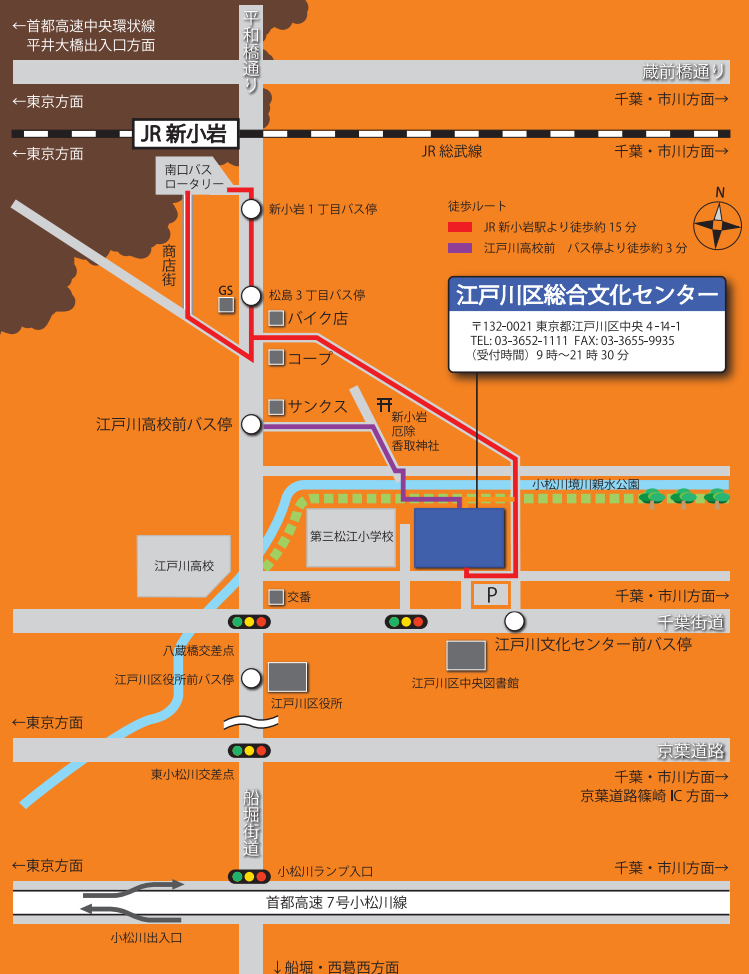 ←首都高速中央環状線
平井大橋出入口方面
平和橋通り
蔵前橋通り
←東京方面
千葉・市川方面→
JR 新小岩
←東京方面
JR 総武線
千葉・市川方面→
南口バス
ロータリー
N
新小岩 1 丁目バス停
徒歩ルート
JR 新小岩駅より徒歩約 15 分
江戸川高校前　バス停より徒歩約 3 分
商店街
GS
松島 3 丁目バス停
バイク店
江戸川区総合文化センター
〒132-0021 東京都江戸川区中央 4-14-1
TEL: 03-3652-1111 FAX: 03-3655-9935
（受付時間）9 時〜21 時 30 分
コープ
サンクス
江戸川高校前バス停
新小岩
厄除
香取神社
小松川境川親水公園
第三松江小学校
江戸川高校
P
交番
千葉・市川方面→
千葉街道
八蔵橋交差点
江戸川文化センター前バス停
江戸川区役所前バス停
江戸川区中央図書館
江戸川区役所
←東京方面
京葉道路
東小松川交差点
千葉・市川方面→
京葉道路篠崎 IC 方面→
船堀街道
←東京方面
小松川ランプ入口
千葉・市川方面→
首都高速 7号小松川線
小松川出入口
↓船堀・西葛西方面